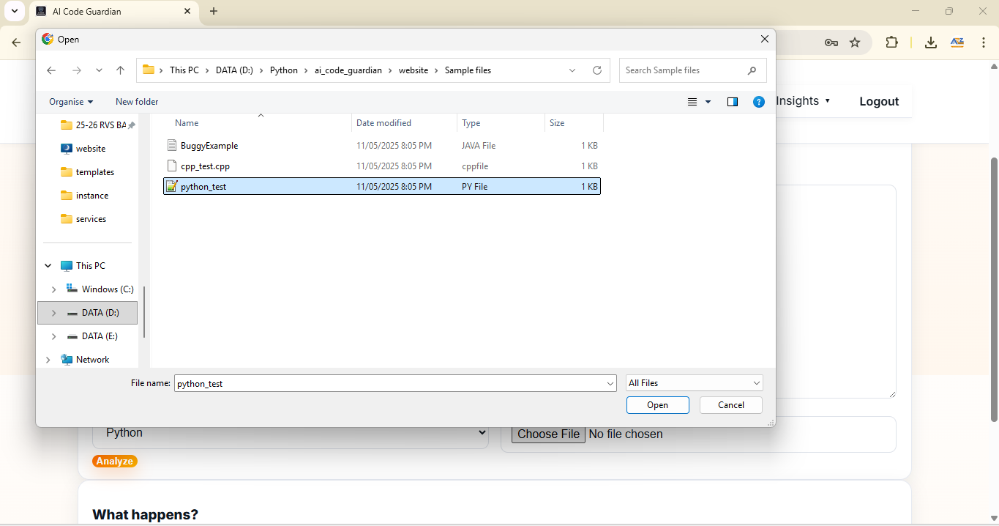 AI Code Guardian
Open
This PC > DATA (D:) > Python > ai_code_guardian > website > Sample files
Search Sample files
Organise New folder
Insights
Logout
25-26 RVS BA
website
templates
instance
services
This PC
Windows (C:)
DATA (D:)
DATA (E:)
Network
Name Date modified Type Size
BuggyExample 11/05/2025 8:05 PM JAVA File 1 KB
cpp_test.cpp 11/05/2025 8:05 PM cppfile 1 KB
python_test 11/05/2025 8:05 PM PY File 1 KB
File name: python_test All Files
Open Cancel
Python Choose File No file chosen
Analyze
What happens?